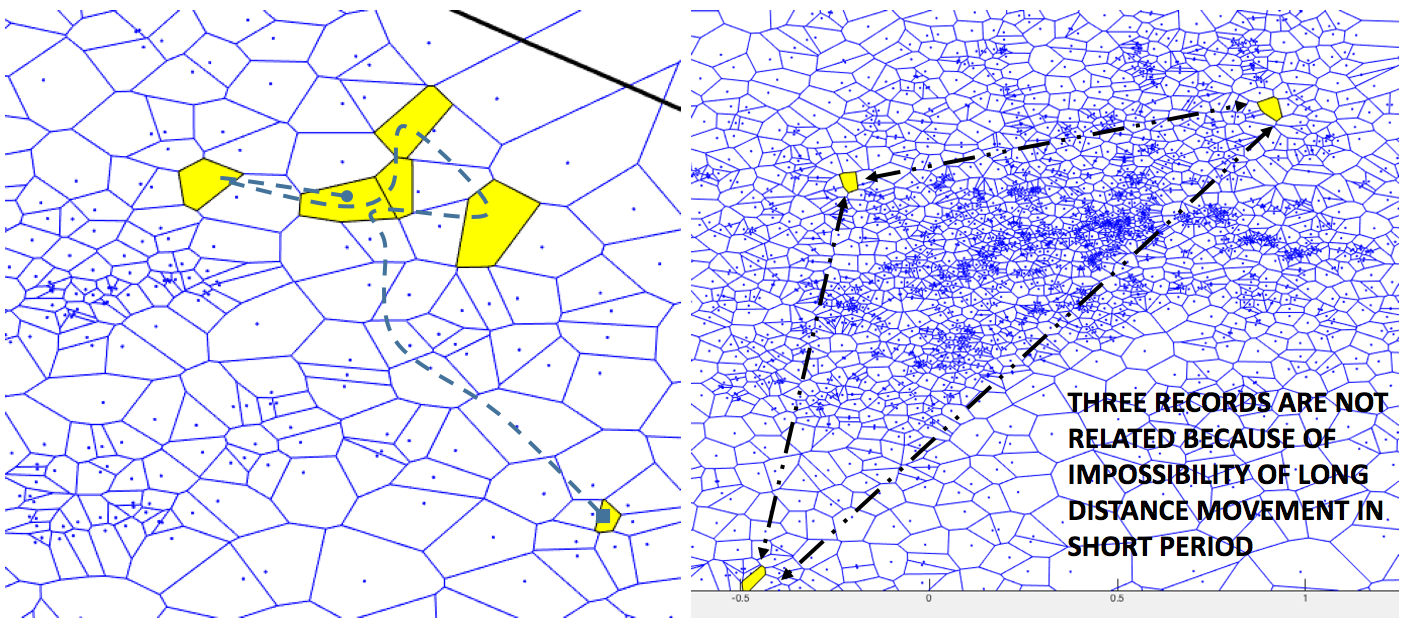 THREE RECORDS ARE NOT
RELATED BECAUSE OF
IMPOSSIBILITY OF LONG
DISTANCE MOVEMENT IN
SHORT PERIOD
-0.5 0 0.5 1